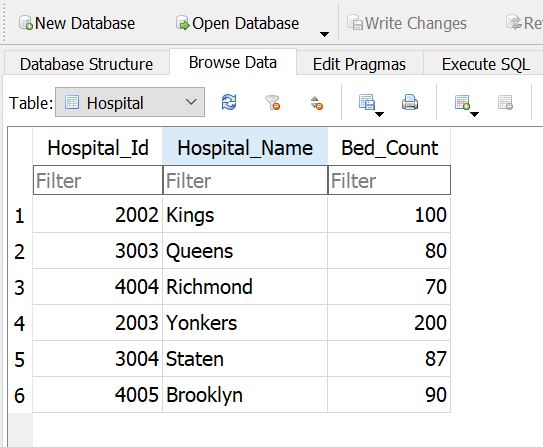 New Database Open Database Write Changes
Database Structure Browse Data Edit Pragmas Execute SQL
Table: Hospital
Hospital_Id Hospital_Name Bed_Count
Filter Filter Filter
1 2002 Kings 100
2 3003 Queens 80
3 4004 Richmond 70
4 2003 Yonkers 200
5 3004 Staten 87
6 4005 Brooklyn 90